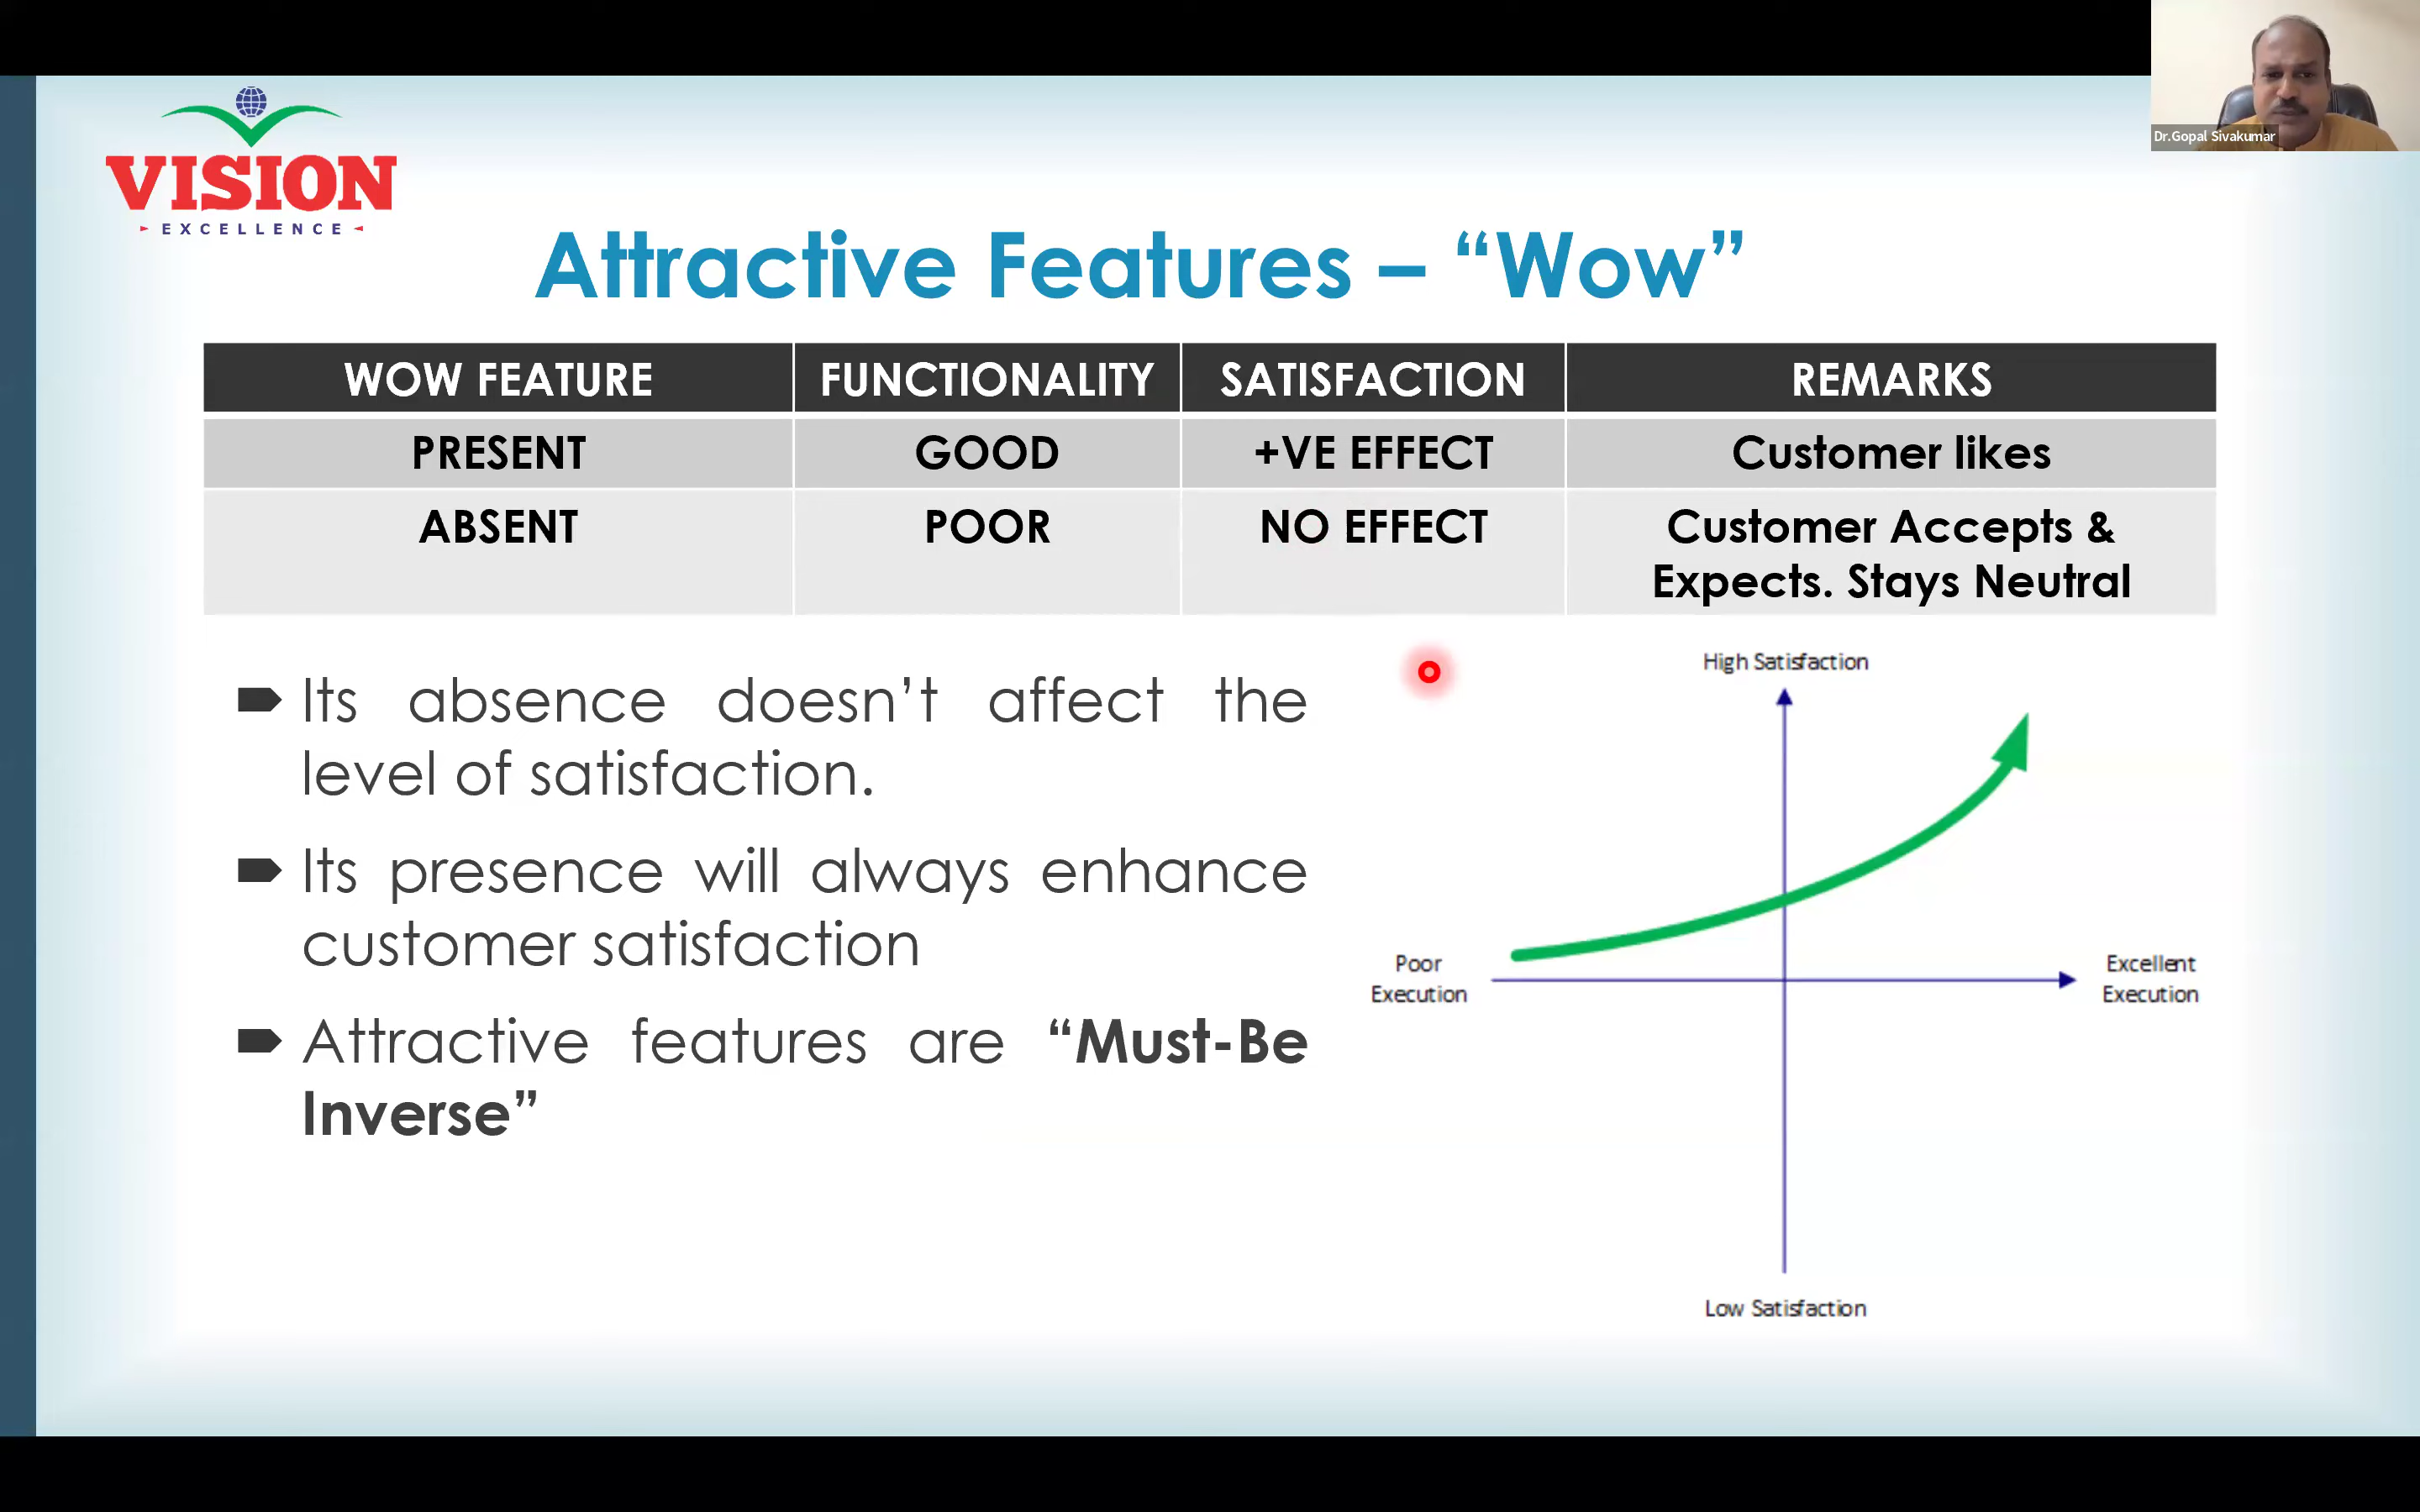 Dr.Gopal Sivakumar
VISION
EXCELLENCE
Attractive Features – “Wow”
WOW FEATURE FUNCTIONALITY SATISFACTION REMARKS
PRESENT GOOD +VE EFFECT Customer likes
ABSENT POOR NO EFFECT Customer Accepts &
Expects. Stays Neutral
Its absence doesn’t affect the
level of satisfaction.
Its presence will always enhance
customer satisfaction
Attractive features are “Must-Be
Inverse”
High Satisfaction
Poor
Execution
Excellent
Execution
Low Satisfaction